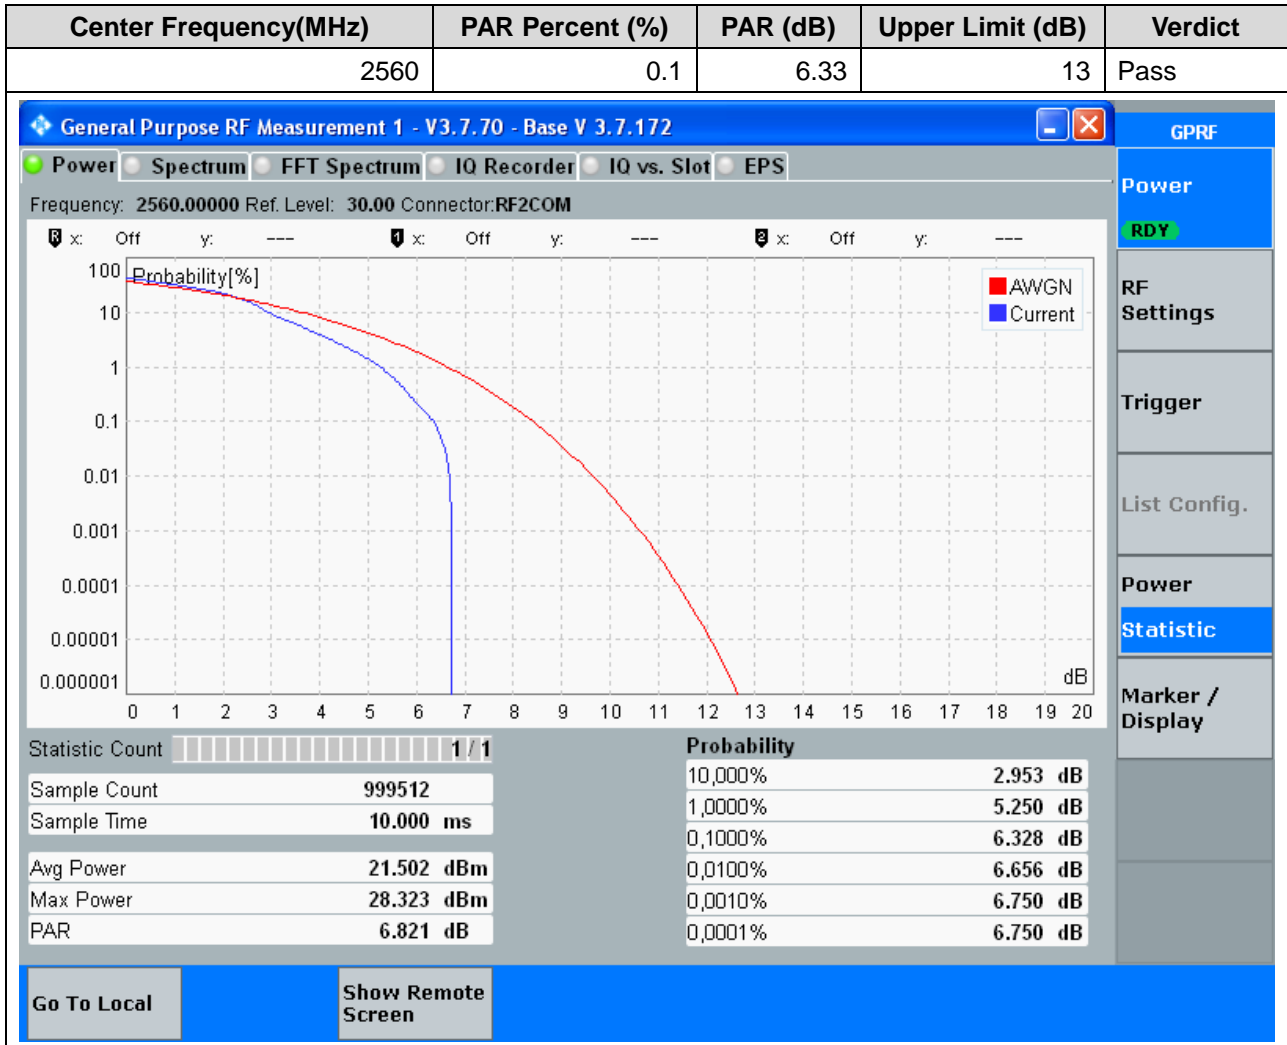 Center Frequency(MHz) PAR Percent (%) PAR (dB) Upper Limit (dB) Verdict
2560 0.1 6.33 13 Pass
General Purpose RF Measurement 1 - V3.7.70 - Base V 3.7.172
GPRF
Power Spectrum FFT Spectrum IQ Recorder IQ vs. Slot EPS
Frequency: 2560.00000 Ref. Level: 30.00 Connector:RF2COM
R x: Off y: --- 1 x: Off y: --- 2 x: Off y: ---
Probability[%]
AWGN
Current
100
10
1
0.1
0.01
0.001
0.0001
0.00001
0.000001
dB
0 1 2 3 4 5 6 7 8 9 10 11 12 13 14 15 16 17 18 19 20
Statistic Count 1 / 1
Sample Count 999512
Sample Time 10.000 ms
Avg Power 21.502 dBm
Max Power 28.323 dBm
PAR 6.821 dB
Probability
10,000% 2.953 dB
1,0000% 5.250 dB
0,1000% 6.328 dB
0,0100% 6.656 dB
0,0010% 6.750 dB
0,0001% 6.750 dB
Power
RDY
RF
Settings
Trigger
List Config.
Power
Statistic
Marker /
Display
Go To Local
Show Remote
Screen